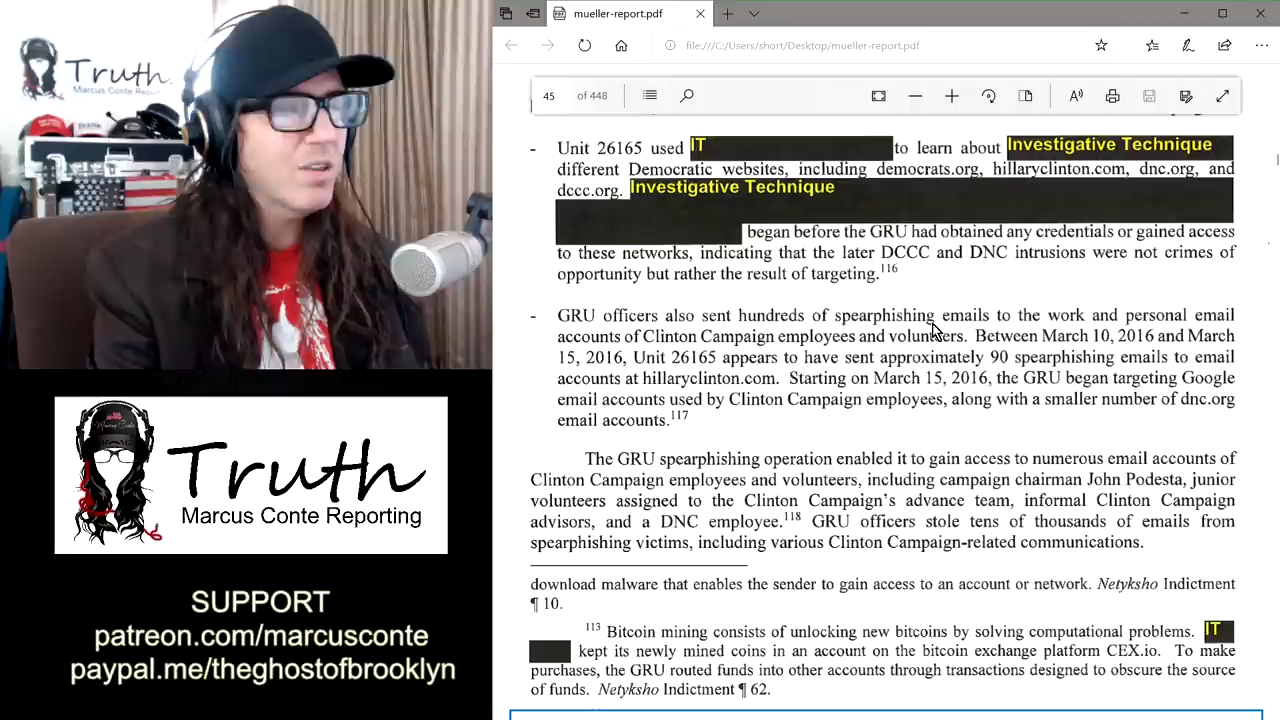 Truth.
Marcus Conte Reporting
Truth
Marcus Conte Reporting
SUPPORT
patreon.com/marcusconte
paypal.me/theghostofbrooklyn
mueller-report.pdf
file:///C:/Users/short/Desktop/mueller-report.pdf
45 of 448
- Unit 26165 used IT to learn about Investigative Technique
different Democratic websites, including democrats.org, hillaryclinton.com, dnc.org, and
dccc.org. Investigative Technique
began before the GRU had obtained any credentials or gained access
to these networks, indicating that the later DCCC and DNC intrusions were not crimes of
opportunity but rather the result of targeting.116
- GRU officers also sent hundreds of spearphishing emails to the work and personal email
accounts of Clinton Campaign employees and volunteers. Between March 10, 2016 and March
15, 2016, Unit 26165 appears to have sent approximately 90 spearphishing emails to email
accounts at hillaryclinton.com. Starting on March 15, 2016, the GRU began targeting Google
email accounts used by Clinton Campaign employees, along with a smaller number of dnc.org
email accounts.117
The GRU spearphishing operation enabled it to gain access to numerous email accounts of
Clinton Campaign employees and volunteers, including campaign chairman John Podesta, junior
volunteers assigned to the Clinton Campaign's advance team, informal Clinton Campaign
advisors, and a DNC employee.118 GRU officers stole tens of thousands of emails from
spearphishing victims, including various Clinton Campaign-related communications.
download malware that enables the sender to gain access to an account or network. Netyksho Indictment
¶ 10.
113 Bitcoin mining consists of unlocking new bitcoins by solving computational problems. IT
kept its newly mined coins in an account on the bitcoin exchange platform CEX.io. To make
purchases, the GRU routed funds into other accounts through transactions designed to obscure the source
of funds. Netyksho Indictment ¶ 62.